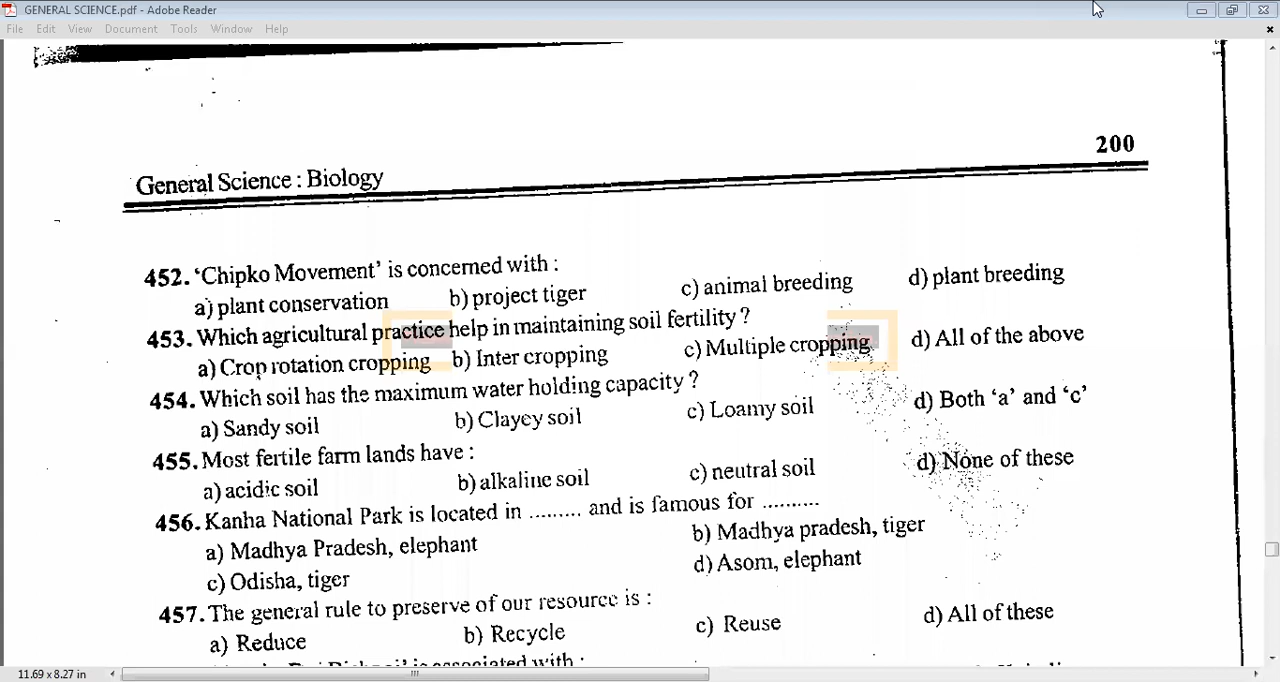 GENERAL SCIENCE.pdf - Adobe Reader
File Edit View Document Tools Window Help
200
General Science : Biology
452. ‘Chipko Movement’ is concerned with :
a) plant conservation b) project tiger c) animal breeding d) plant breeding
453. Which agricultural practice help in maintaining soil fertility ?
a) Crop rotation cropping b) Inter cropping c) Multiple cropping d) All of the above
454. Which soil has the maximum water holding capacity ?
a) Sandy soil b) Clayey soil c) Loamy soil d) Both ‘a’ and ‘c’
455. Most fertile farm lands have :
a) acidic soil b) alkaline soil c) neutral soil d) None of these
456. Kanha National Park is located in ......... and is famous for ..........
a) Madhya Pradesh, elephant b) Madhya pradesh, tiger
c) Odisha, tiger d) Asom, elephant
457. The general rule to preserve of our resource is :
a) Reduce b) Recycle c) Reuse d) All of these
is associated with :
11.69 x 8.27 in